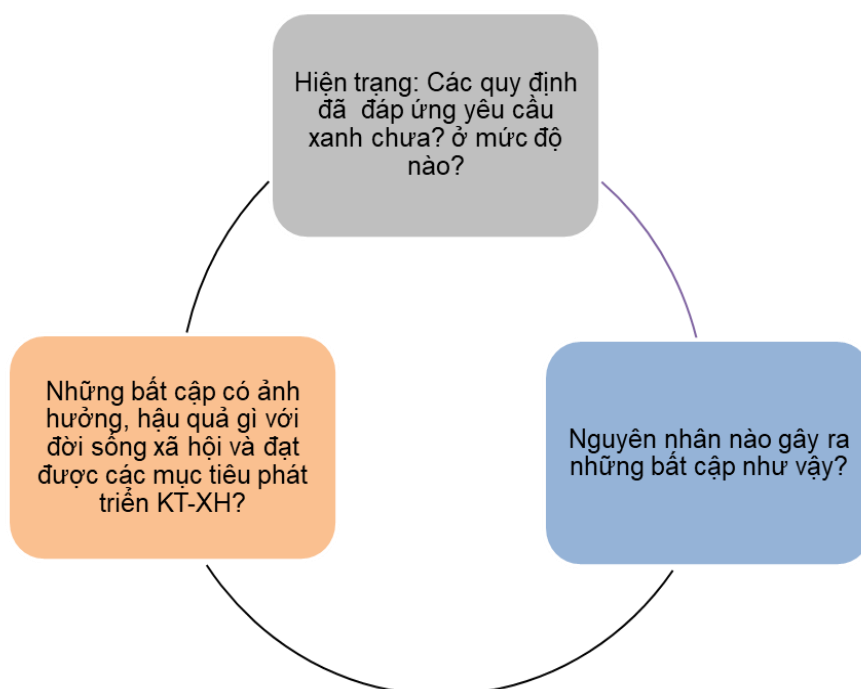 Hiện trạng: Các quy định
đã đáp ứng yêu cầu
xanh chưa? ở mức độ
nào?
Những bất cập có ảnh
hưởng, hậu quả gì với
đời sống xã hội và đạt
được các mục tiêu phát
triển KT-XH?
Nguyên nhân nào gây ra
những bất cập như vậy?